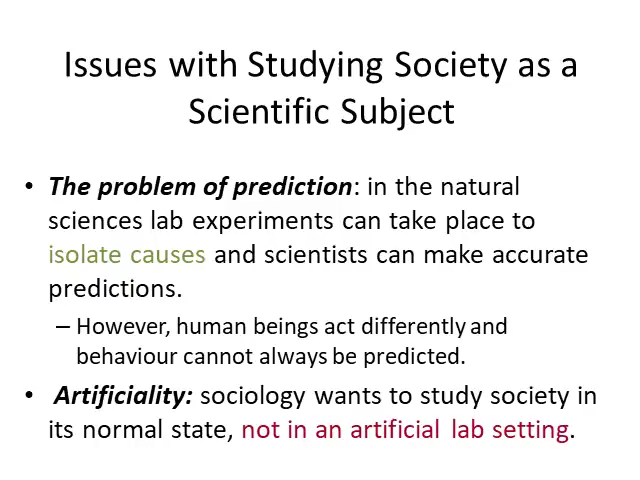 Issues with Studying Society as a
Scientific Subject
• The problem of prediction: in the natural
sciences lab experiments can take place to
isolate causes and scientists can make accurate
predictions.
– However, human beings act differently and
behaviour cannot always be predicted.
• Artificiality: sociology wants to study society in
its normal state, not in an artificial lab setting.